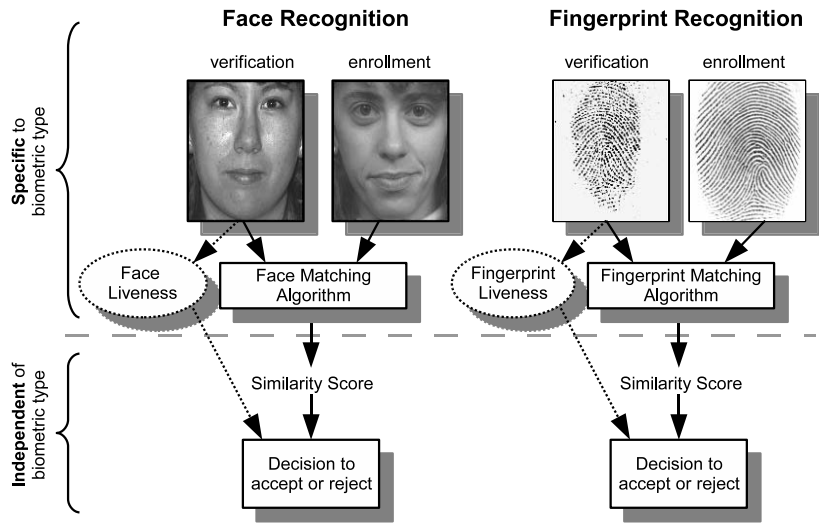 Face Recognition
verification
enrollment
Face
Liveness
Face Matching
Algorithm
Similarity Score
Decision to
accept or reject
Fingerprint Recognition
verification
enrollment
Fingerprint
Liveness
Fingerprint Matching
Algorithm
Similarity Score
Decision to
accept or reject
Specific to
biometric type
Independent of
biometric type